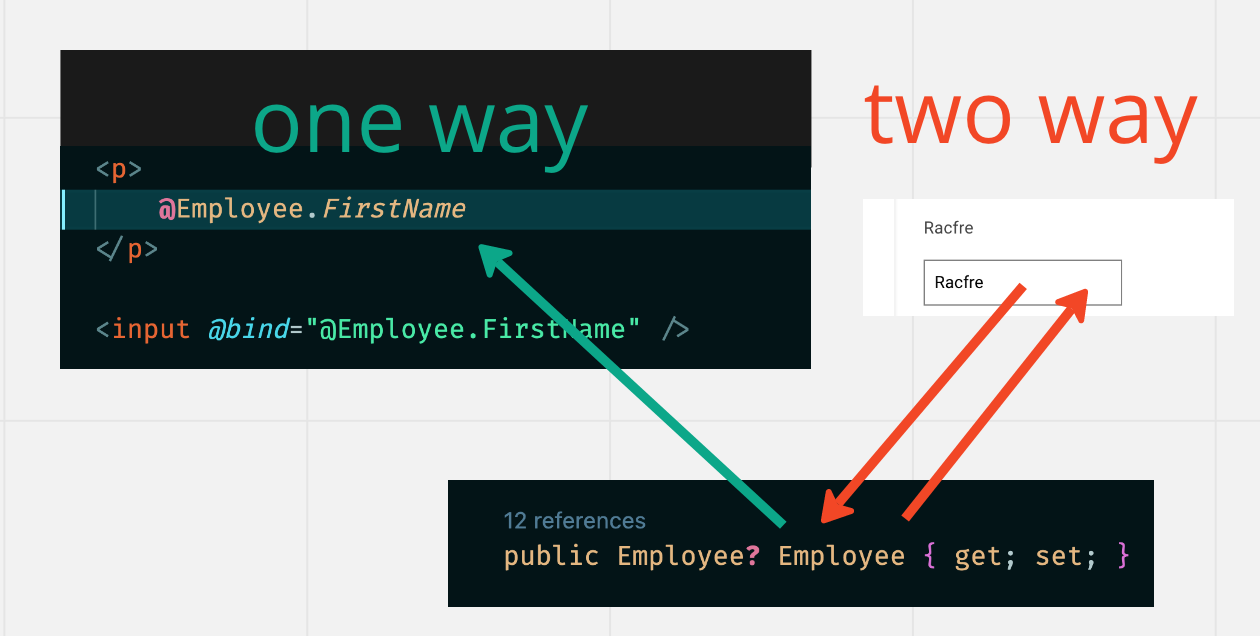 one way
two way
<p>
@Employee.FirstName
</p>
<input @bind="@Employee.FirstName" />
Racfre
Racfre
12 references
public Employee? Employee { get; set; }